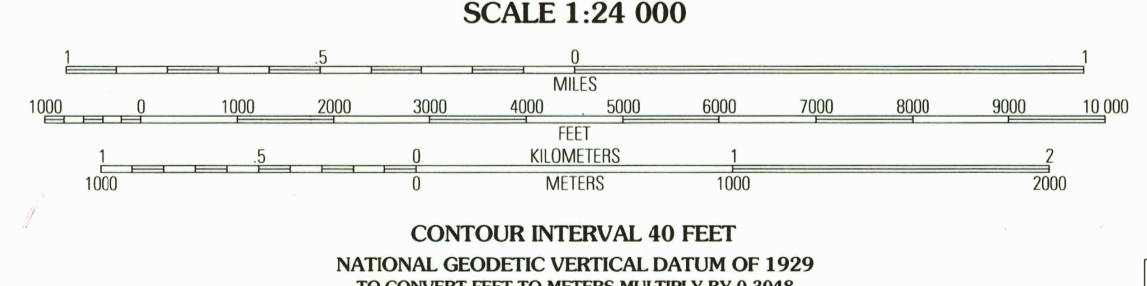 SCALE 1:24 000
1 .5 0 1
MILES
1000 0 1000 2000 3000 4000 5000 6000 7000 8000 9000 10 000
FEET
1 .5 0 KILOMETERS 1 2
1000 0 METERS 1000 2000
CONTOUR INTERVAL 40 FEET
NATIONAL GEODETIC VERTICAL DATUM OF 1929
TO CONVERT FEET TO METERS MULTIPLY BY 0.3048